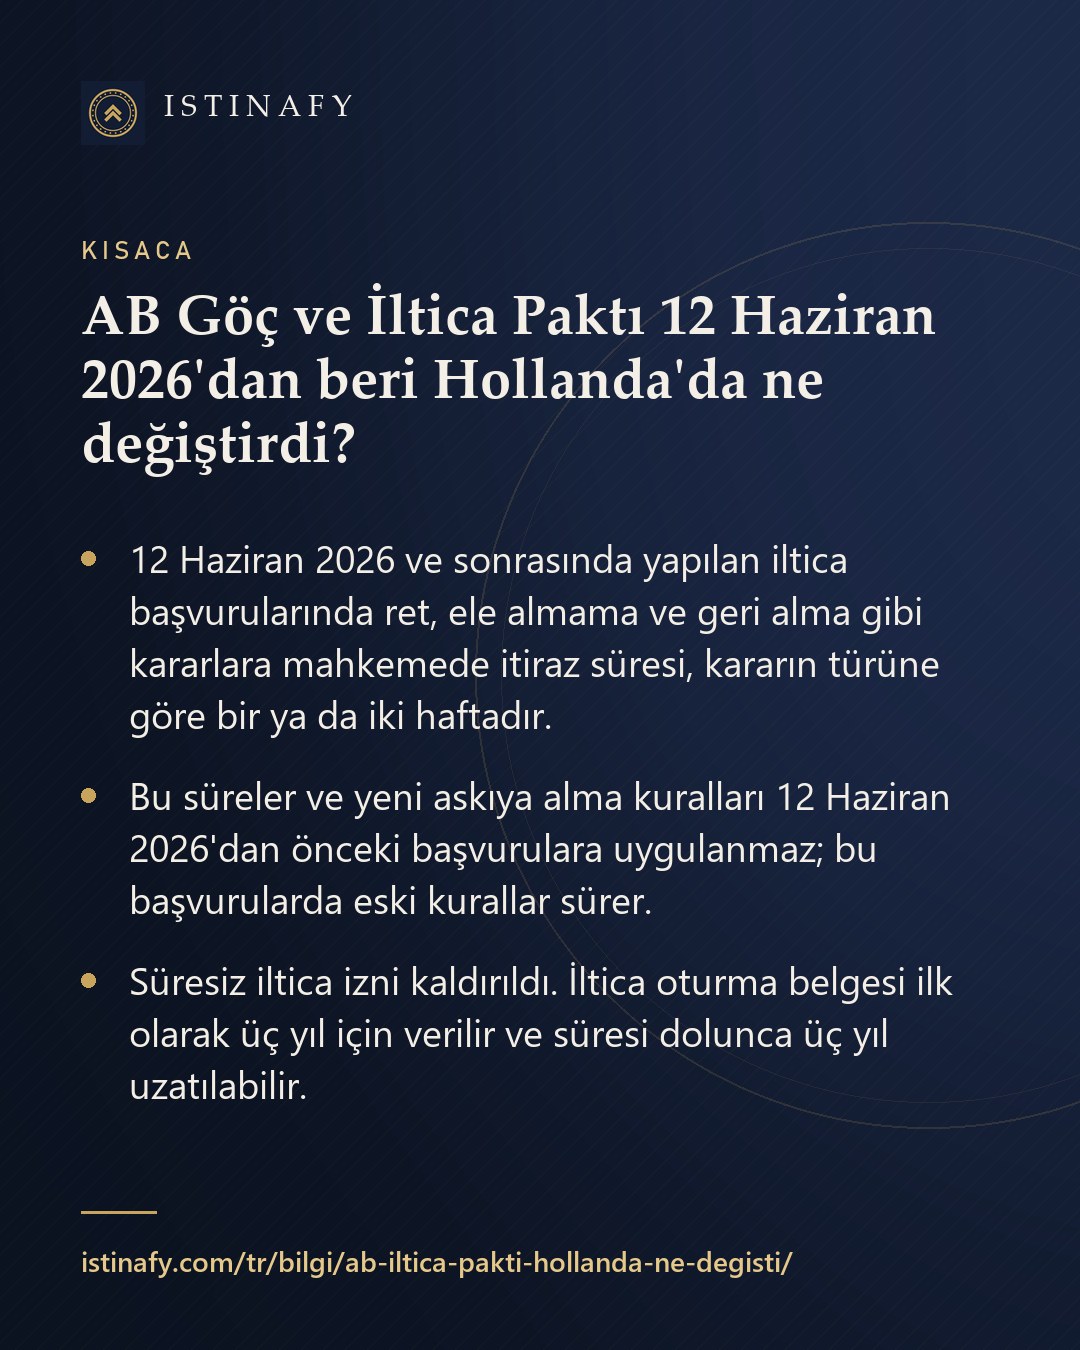 ISTINAFY
KISACA
AB Göç ve İltica Paktı 12 Haziran
2026'dan beri Hollanda'da ne
değiştirdi?
12 Haziran 2026 ve sonrasında yapılan iltica
başvurularında ret, ele almama ve geri alma gibi
kararlara mahkemede itiraz süresi, kararın türüne
göre bir ya da iki haftadır.
Bu süreler ve yeni askıya alma kuralları 12 Haziran
2026'dan önceki başvurulara uygulanmaz; bu
başvurularda eski kurallar sürer.
Süresiz iltica izni kaldırıldı. İltica oturma belgesi ilk
olarak üç yıl için verilir ve süresi dolunca üç yıl
uzatılabilir.
istinafy.com/tr/bilgi/ab-iltica-pakti-hollanda-ne-degisti/